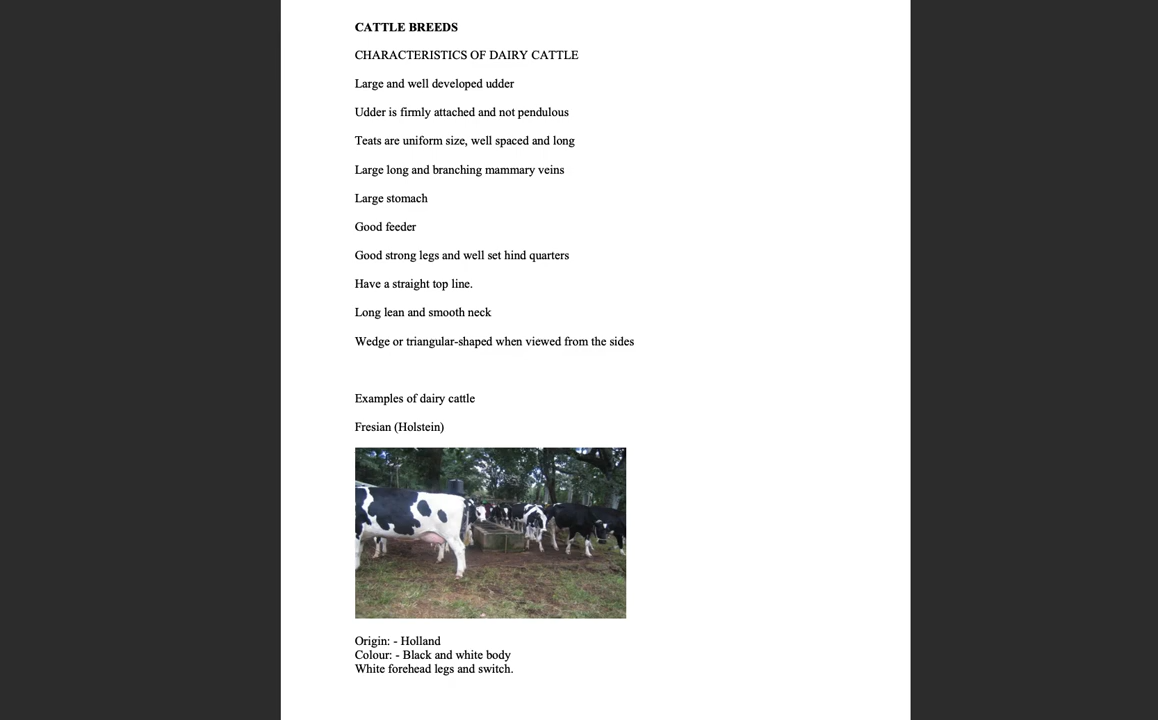 CATTLE BREEDS
CHARACTERISTICS OF DAIRY CATTLE
Large and well developed udder
Udder is firmly attached and not pendulous
Teats are uniform size, well spaced and long
Large long and branching mammary veins
Large stomach
Good feeder
Good strong legs and well set hind quarters
Have a straight top line.
Long lean and smooth neck
Wedge or triangular-shaped when viewed from the sides
Examples of dairy cattle
Fresian (Holstein)
Origin: - Holland
Colour: - Black and white body
White forehead legs and switch.